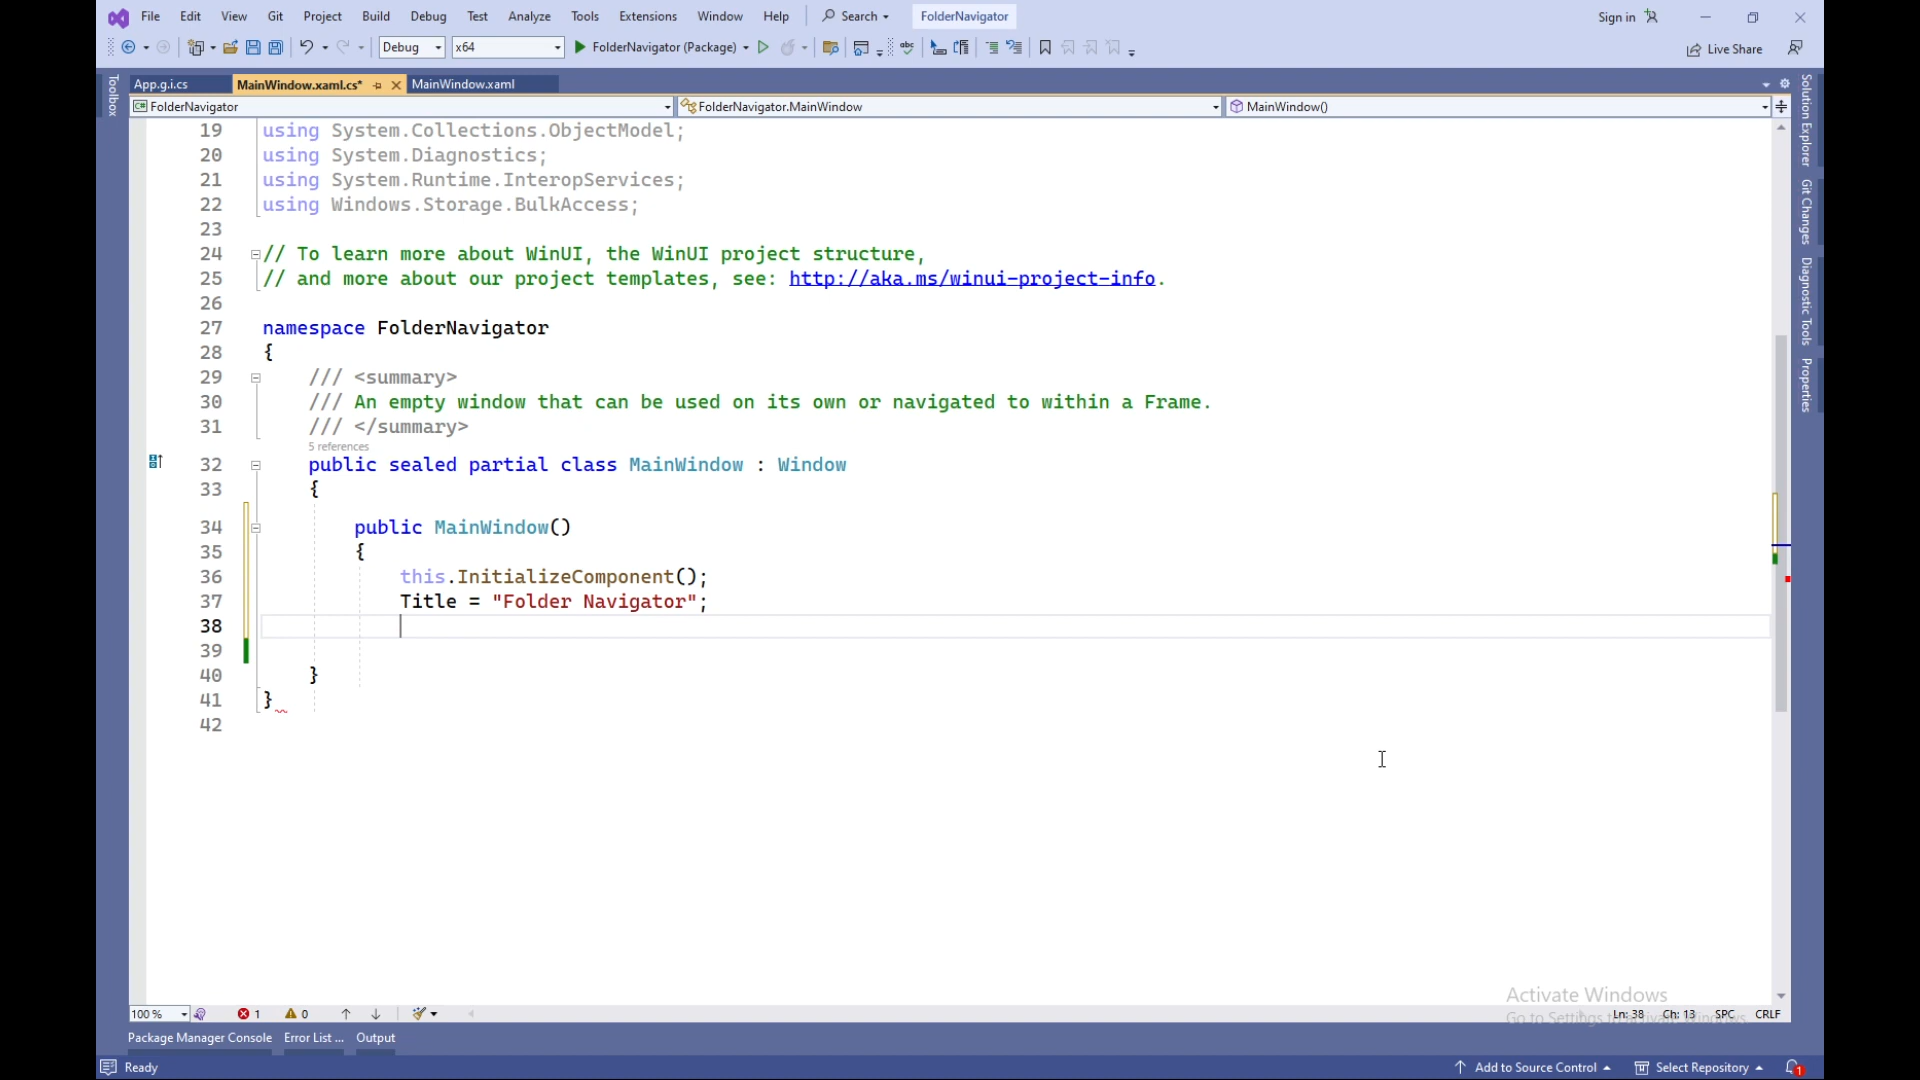 File Edit View Git Project Build Debug Test Analyze Tools Extensions Window Help Search FolderNavigator Sign in
Debug x64 FolderNavigator (Package) Live Share
App.g.i.cs MainWindow.xaml.cs* MainWindow.xaml
C# FolderNavigator FolderNavigator.MainWindow MainWindow()
Toolbox
Solution Explorer
Git Changes
Diagnostic Tools
Properties
19 using System.Collections.ObjectModel;
20 using System.Diagnostics;
21 using System.Runtime.InteropServices;
22 using Windows.Storage.BulkAccess;
23
24 // To learn more about WinUI, the WinUI project structure,
25 // and more about our project templates, see: http://aka.ms/winui-project-info.
26
27 namespace FolderNavigator
28 {
29 /// <summary>
30 /// An empty window that can be used on its own or navigated to within a Frame.
31 /// </summary>
5 references
32 public sealed partial class MainWindow : Window
33 {
34 public MainWindow()
35 {
36 this.InitializeComponent();
37 Title = "Folder Navigator";
38
39
40 }
41 }
42
Activate Windows
Go to Settings to activate Windows.
100 % 1 0 Ln: 38 Ch: 13 SPC CRLF
Package Manager Console Error List ... Output
Ready Add to Source Control Select Repository 1